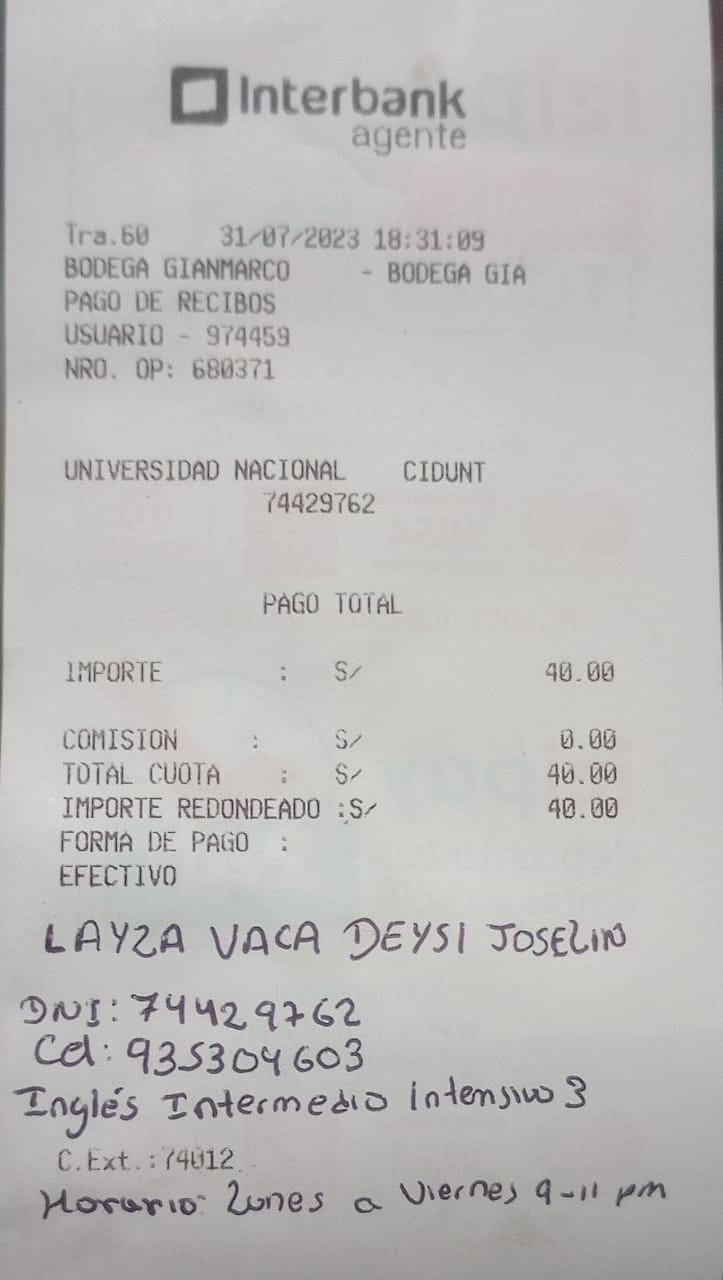 Interbank
agente
Tra.60 31/07/2023 18:31:09
BODEGA GIANMARCO - BODEGA GIA
PAGO DE RECIBOS
USUARIO - 974459
NRO. OP: 680371
UNIVERSIDAD NACIONAL CIDUNT
74429762
PAGO TOTAL
IMPORTE : S/ 40.00
COMISION : S/ 0.00
TOTAL CUOTA : S/ 40.00
IMPORTE REDONDEADO :S/ 40.00
FORMA DE PAGO :
EFECTIVO
LAYZA VACA DEYSI JOSELIN
DNI: 74429762
Cel: 935304603
Inglés Intermedio intensivo 3
C.Ext.:74012
Horario: Lunes a Viernes 9-11 pm